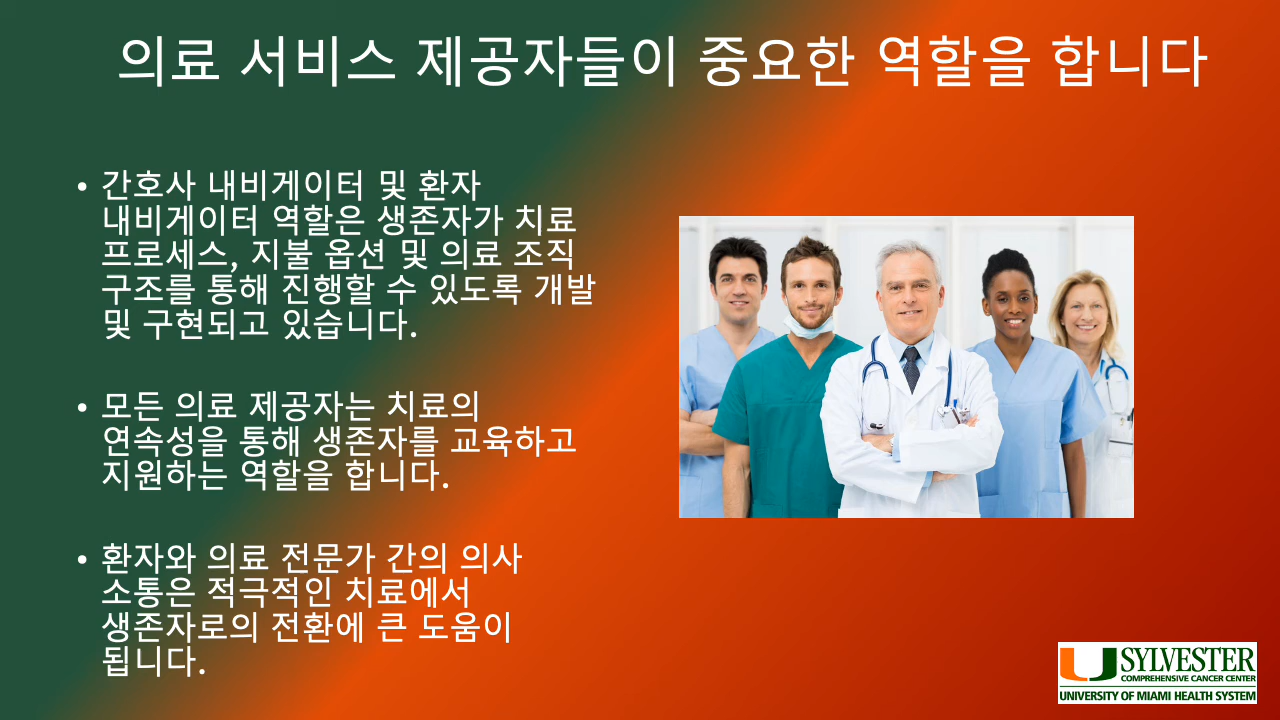 의료 서비스 제공자들이 중요한 역할을 합니다
• 간호사 내비게이터 및 환자
내비게이터 역할은 생존자가 치료
프로세스, 지불 옵션 및 의료 조직
구조를 통해 진행할 수 있도록 개발
및 구현되고 있습니다.
• 모든 의료 제공자는 치료의
연속성을 통해 생존자를 교육하고
지원하는 역할을 합니다.
• 환자와 의료 전문가 간의 의사
소통은 적극적인 치료에서
생존자로의 전환에 큰 도움이
됩니다.
SYLVESTER
COMPREHENSIVE CANCER CENTER
UNIVERSITY OF MIAMI HEALTH SYSTEM